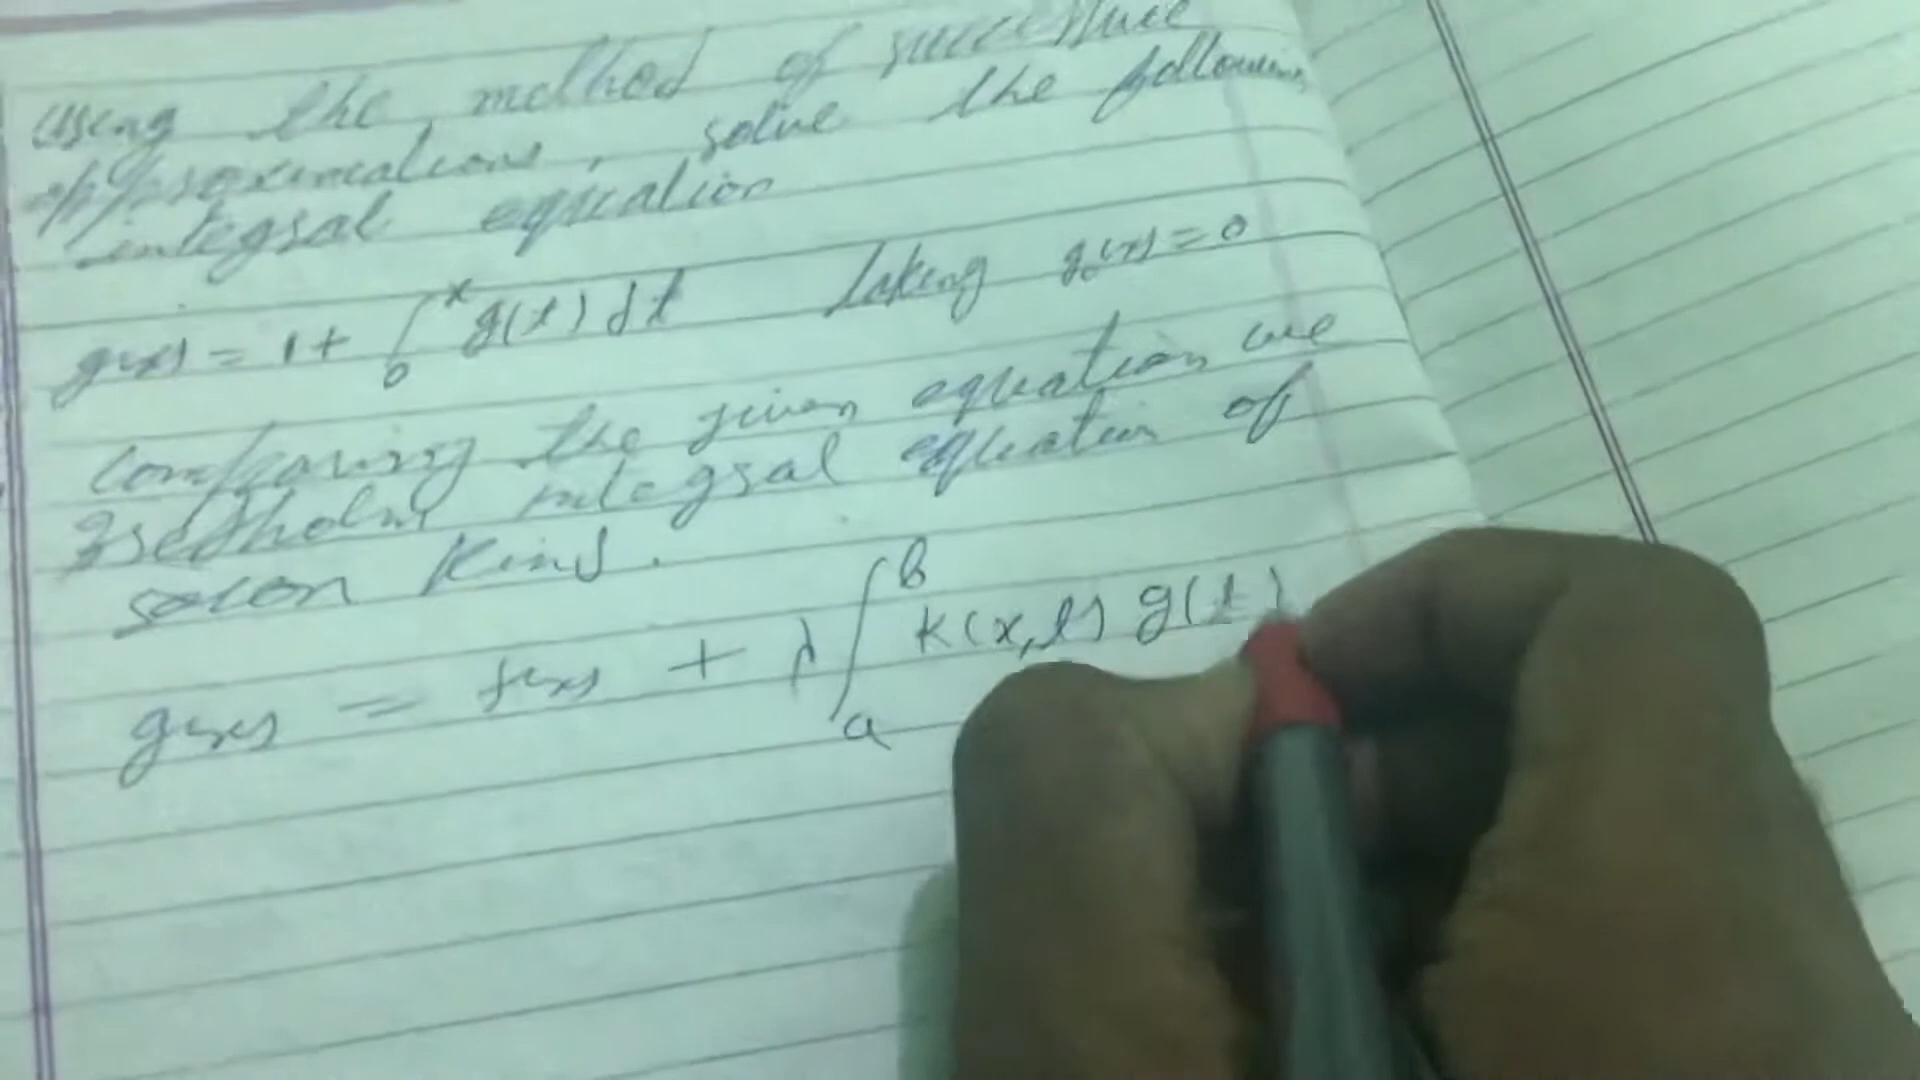 Using the method of successive
approximations, solve the following
integral equation
g(x) = 1 + ∫₀ˣ g(t) dt taking g₀(x) = 0
comparing the given equation we
Fredholm integral equation of
secon kind.
g(x) = f(x) + λ ∫ₐᵇ k(x,t) g(t)